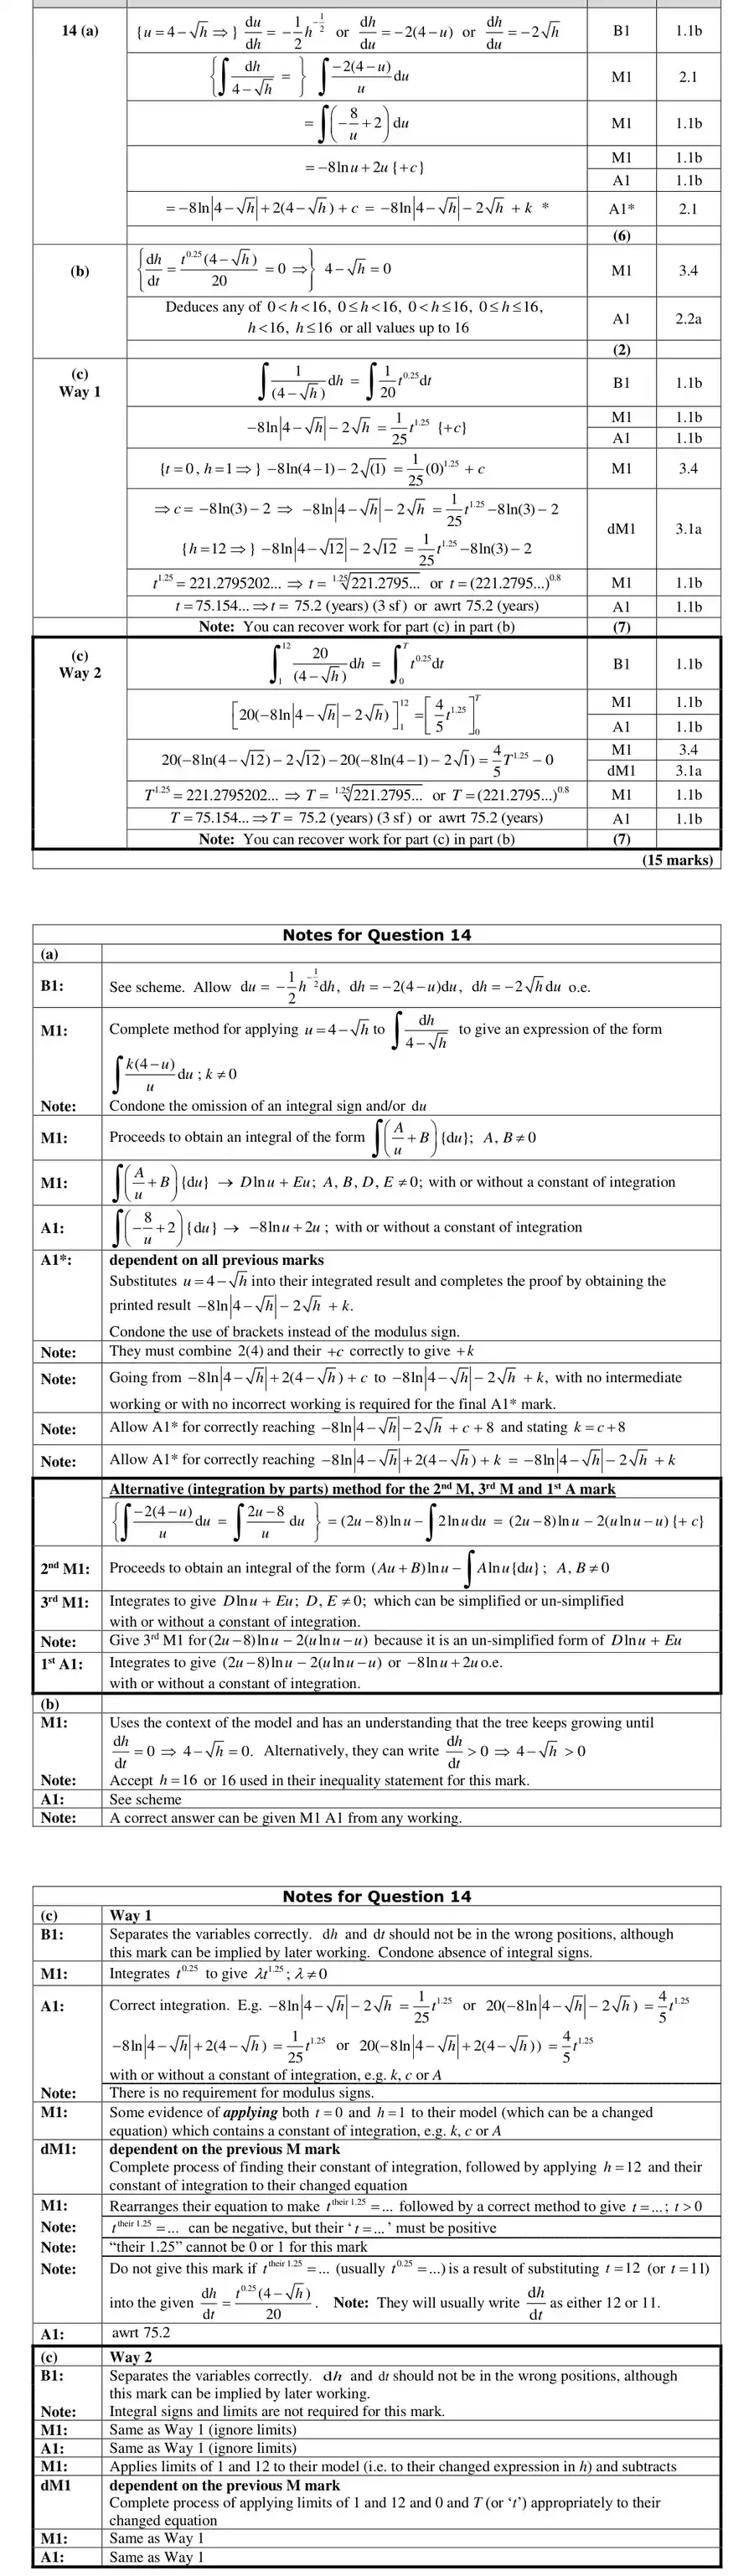 14 (a) {u = 4 − √h ⇒} du/dh = −1/2 h^(−1/2) or dh/du = −2(4 − u) or dh/du = −2√h B1 1.1b
{∫ dh/(4 − √h) =} ∫ −2(4 − u)/u du M1 2.1
= ∫ (−8/u + 2) du M1 1.1b
= −8ln u + 2u {+ c} M1 1.1b
A1 1.1b
= −8ln|4 − √h| + 2(4 − √h) + c = −8ln|4 − √h| − 2√h + k * A1* 2.1
(6)
(b) {dh/dt = t^0.25(4 − √h)/20 = 0 ⇒} 4 − √h = 0 M1 3.4
Deduces any of 0 < h < 16, 0 ≤ h < 16, 0 < h ≤ 16, 0 ≤ h ≤ 16,
h < 16, h ≤ 16 or all values up to 16 A1 2.2a
(2)
(c)
Way 1 ∫ 1/(4 − √h) dh = ∫ 1/20 t^0.25 dt B1 1.1b
−8ln|4 − √h| − 2√h = 1/25 t^1.25 {+ c} M1 1.1b
A1 1.1b
{t = 0, h = 1 ⇒} −8ln(4 − 1) − 2√(1) = 1/25 (0)^1.25 + c M1 3.4
⇒ c = −8ln(3) − 2 ⇒ −8ln|4 − √h| − 2√h = 1/25 t^1.25 − 8ln(3) − 2
{h = 12 ⇒} −8ln|4 − √12| − 2√12 = 1/25 t^1.25 − 8ln(3) − 2 dM1 3.1a
t^1.25 = 221.2795202... ⇒ t = ^1.25√221.2795... or t = (221.2795...)^0.8 M1 1.1b
t = 75.154... ⇒ t = 75.2 (years) (3 sf) or awrt 75.2 (years) A1 1.1b
Note: You can recover work for part (c) in part (b) (7)
(c)
Way 2 ∫_1^12 20/(4 − √h) dh = ∫_0^T t^0.25 dt B1 1.1b
[20(−8ln|4 − √h| − 2√h)]_1^12 = [4/5 t^1.25]_0^T M1 1.1b
A1 1.1b
20(−8ln(4 − √12) − 2√12) − 20(−8ln(4 − 1) − 2√1) = 4/5 T^1.25 − 0 M1 3.4
dM1 3.1a
T^1.25 = 221.2795202... ⇒ T = ^1.25√221.2795... or T = (221.2795...)^0.8 M1 1.1b
T = 75.154... ⇒ T = 75.2 (years) (3 sf) or awrt 75.2 (years) A1 1.1b
Note: You can recover work for part (c) in part (b) (7)
(15 marks)
Notes for Question 14
(a)
B1: See scheme. Allow du = −1/2 h^(−1/2) dh, dh = −2(4 − u)du, dh = −2√h du o.e.
M1: Complete method for applying u = 4 − √h to ∫ dh/(4 − √h) to give an expression of the form
∫ k(4 − u)/u du ; k ≠ 0
Note: Condone the omission of an integral sign and/or du
M1: Proceeds to obtain an integral of the form ∫ (A/u + B) {du}; A, B ≠ 0
M1: ∫ (A/u + B) {du} → D ln u + Eu; A, B, D, E ≠ 0; with or without a constant of integration
A1: ∫ (−8/u + 2) {du} → −8ln u + 2u ; with or without a constant of integration
A1*: dependent on all previous marks
Substitutes u = 4 − √h into their integrated result and completes the proof by obtaining the
printed result −8ln|4 − √h| − 2√h + k.
Condone the use of brackets instead of the modulus sign.
Note: They must combine 2(4) and their +c correctly to give + k
Note: Going from −8ln|4 − √h| + 2(4 − √h) + c to −8ln|4 − √h| − 2√h + k, with no intermediate
working or with no incorrect working is required for the final A1* mark.
Note: Allow A1* for correctly reaching −8ln|4 − √h| − 2√h + c + 8 and stating k = c + 8
Note: Allow A1* for correctly reaching −8ln|4 − √h| + 2(4 − √h) + k = −8ln|4 − √h| − 2√h + k
Alternative (integration by parts) method for the 2nd M, 3rd M and 1st A mark
{∫ −2(4 − u)/u du = ∫ (2u − 8)/u du} = (2u − 8)ln u − ∫ 2ln u du = (2u − 8)ln u − 2(u ln u − u) {+ c}
2nd M1: Proceeds to obtain an integral of the form (Au + B)ln u − ∫ A ln u {du} ; A, B ≠ 0
3rd M1: Integrates to give D ln u + Eu; D, E ≠ 0; which can be simplified or un-simplified
with or without a constant of integration.
Note: Give 3rd M1 for (2u − 8)ln u − 2(u ln u − u) because it is an un-simplified form of D ln u + Eu
1st A1: Integrates to give (2u − 8)ln u − 2(u ln u − u) or −8ln u + 2u o.e.
with or without a constant of integration.
(b)
M1: Uses the context of the model and has an understanding that the tree keeps growing until
dh/dt = 0 ⇒ 4 − √h = 0. Alternatively, they can write dh/dt > 0 ⇒ 4 − √h > 0
Note: Accept h = 16 or 16 used in their inequality statement for this mark.
A1: See scheme
Note: A correct answer can be given M1 A1 from any working.
Notes for Question 14
(c) Way 1
B1: Separates the variables correctly. dh and dt should not be in the wrong positions, although
this mark can be implied by later working. Condone absence of integral signs.
M1: Integrates t^0.25 to give λt^1.25 ; λ ≠ 0
A1: Correct integration. E.g. −8ln|4 − √h| − 2√h = 1/25 t^1.25 or 20(−8ln|4 − √h| − 2√h) = 4/5 t^1.25
−8ln|4 − √h| + 2(4 − √h) = 1/25 t^1.25 or 20(−8ln|4 − √h| + 2(4 − √h)) = 4/5 t^1.25
with or without a constant of integration, e.g. k, c or A
Note: There is no requirement for modulus signs.
M1: Some evidence of applying both t = 0 and h = 1 to their model (which can be a changed
equation) which contains a constant of integration, e.g. k, c or A
dM1: dependent on the previous M mark
Complete process of finding their constant of integration, followed by applying h = 12 and their
constant of integration to their changed equation
M1: Rearranges their equation to make t^(their 1.25) = ... followed by a correct method to give t = ... ; t > 0
Note: t^(their 1.25) = ... can be negative, but their ‘ t = ... ’ must be positive
Note: “their 1.25” cannot be 0 or 1 for this mark
Note: Do not give this mark if t^(their 1.25) = ... (usually t^0.25 = ...) is a result of substituting t = 12 (or t = 11)
into the given dh/dt = t^0.25(4 − √h)/20 . Note: They will usually write dh/dt as either 12 or 11.
A1: awrt 75.2
(c) Way 2
B1: Separates the variables correctly. dh and dt should not be in the wrong positions, although
this mark can be implied by later working.
Note: Integral signs and limits are not required for this mark.
M1: Same as Way 1 (ignore limits)
A1: Same as Way 1 (ignore limits)
M1: Applies limits of 1 and 12 to their model (i.e. to their changed expression in h) and subtracts
dM1 dependent on the previous M mark
Complete process of applying limits of 1 and 12 and 0 and T (or ‘t’) appropriately to their
changed equation
M1: Same as Way 1
A1: Same as Way 1